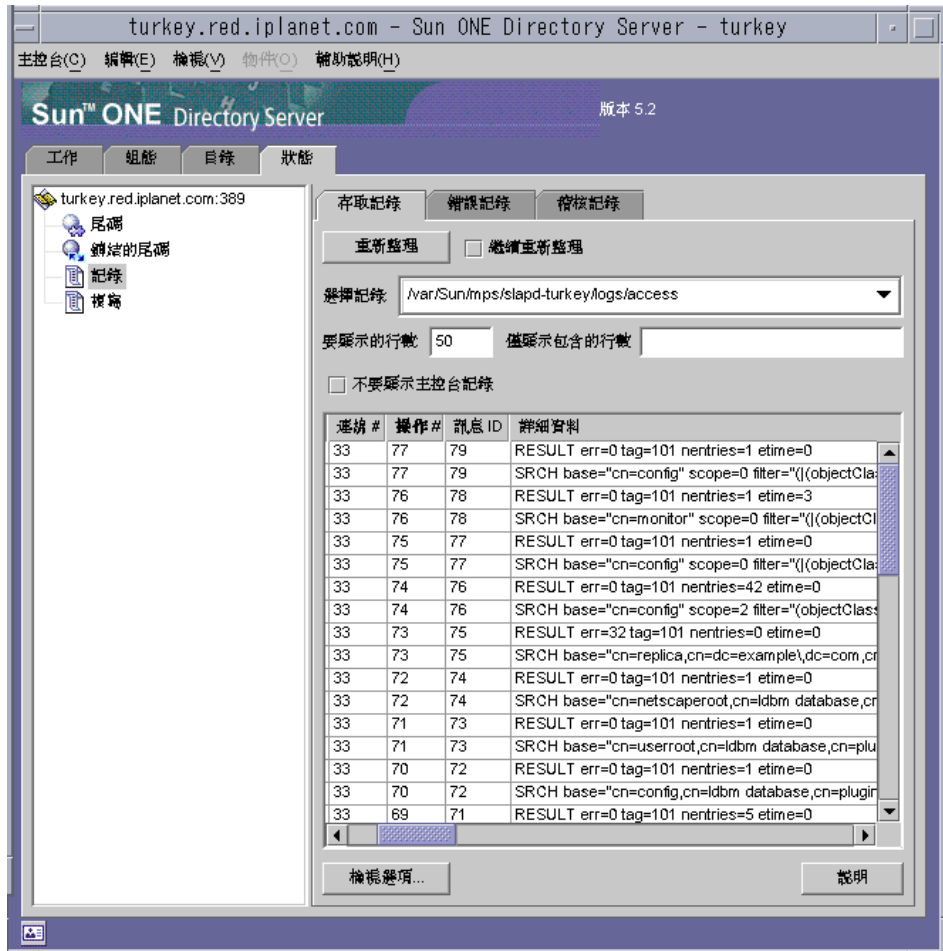 turkey.red.iplanet.com - Sun ONE Directory Server - turkey
主控台(C) 編輯(E) 檢視(V) 物件(O) 輔助說明(H)
Sun™ ONE Directory Server
版本 5.2
工作 組態 目錄 狀態
turkey.red.iplanet.com:389
尾碼
鏈結的尾碼
記錄
複寫
存取記錄 錯誤記錄 稽核記錄
重新整理 繼續重新整理
選擇記錄 /var/Sun/mps/slapd-turkey/logs/access
要顯示的行數 50 僅顯示包含的行數
不要顯示主控台記錄
連線 # 操作 # 訊息 ID 詳細資料
33 77 79 RESULT err=0 tag=101 nentries=1 etime=0
33 77 79 SRCH base="cn=config" scope=0 filter="(|(objectCla
33 76 78 RESULT err=0 tag=101 nentries=1 etime=3
33 76 78 SRCH base="cn=monitor" scope=0 filter="(|(objectCl
33 75 77 RESULT err=0 tag=101 nentries=1 etime=0
33 75 77 SRCH base="cn=config" scope=0 filter="(|(objectCla
33 74 76 RESULT err=0 tag=101 nentries=42 etime=0
33 74 76 SRCH base="cn=config" scope=2 filter="(objectClass
33 73 75 RESULT err=32 tag=101 nentries=0 etime=0
33 73 75 SRCH base="cn=replica,cn=dc=example\,dc=com,cn
33 72 74 RESULT err=0 tag=101 nentries=1 etime=0
33 72 74 SRCH base="cn=netscaperoot,cn=ldbm database,cn
33 71 73 RESULT err=0 tag=101 nentries=1 etime=0
33 71 73 SRCH base="cn=userroot,cn=ldbm database,cn=plu
33 70 72 RESULT err=0 tag=101 nentries=1 etime=0
33 70 72 SRCH base="cn=config,cn=ldbm database,cn=plugin
33 69 71 RESULT err=0 tag=101 nentries=5 etime=0
檢視選項... 說明